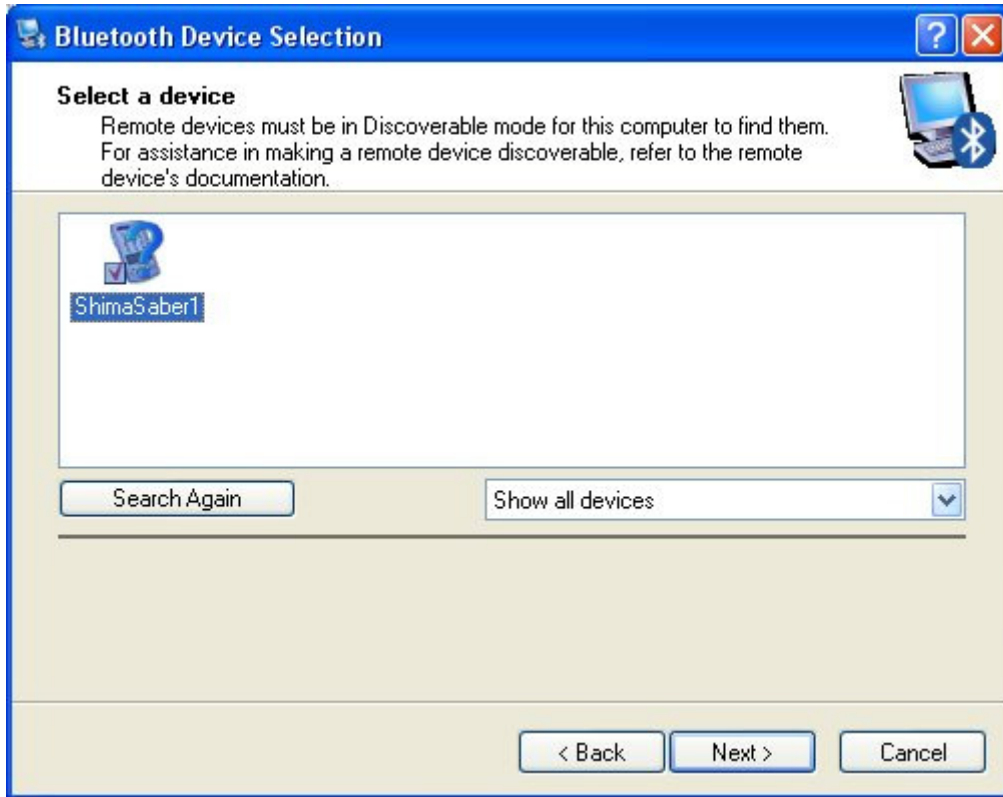 Bluetooth Device Selection
Select a device
Remote devices must be in Discoverable mode for this computer to find them.
For assistance in making a remote device discoverable, refer to the remote
device's documentation.
ShimaSaber1
Search Again
Show all devices
< Back
Next >
Cancel